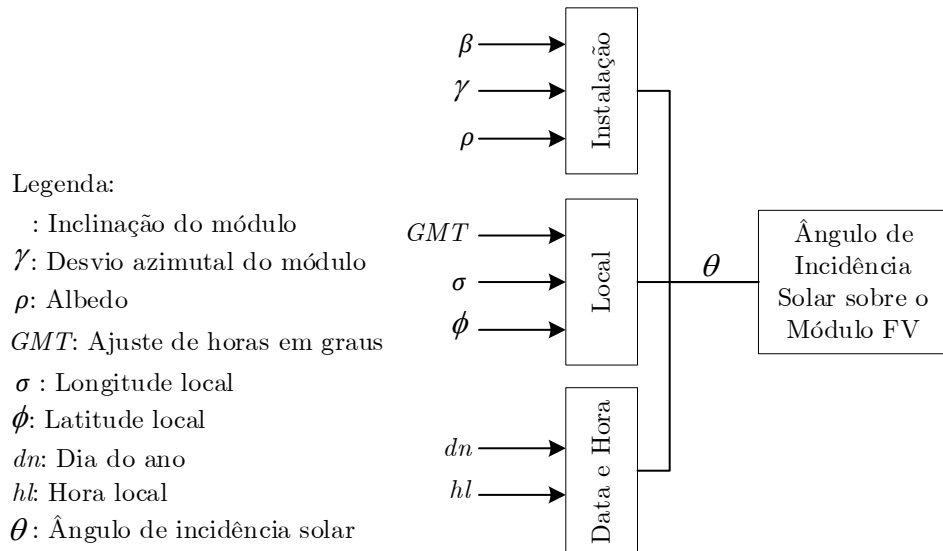 β
γ
ρ
Instalação
Legenda:
: Inclinação do módulo
γ: Desvio azimutal do módulo
ρ: Albedo
GMT: Ajuste de horas em graus
σ : Longitude local
ϕ: Latitude local
dn: Dia do ano
hl: Hora local
θ: Ângulo de incidência solar
GMT
σ
ϕ
Local
dn
hl
Data e Hora
θ
Ângulo de
Incidência
Solar sobre o
Módulo FV